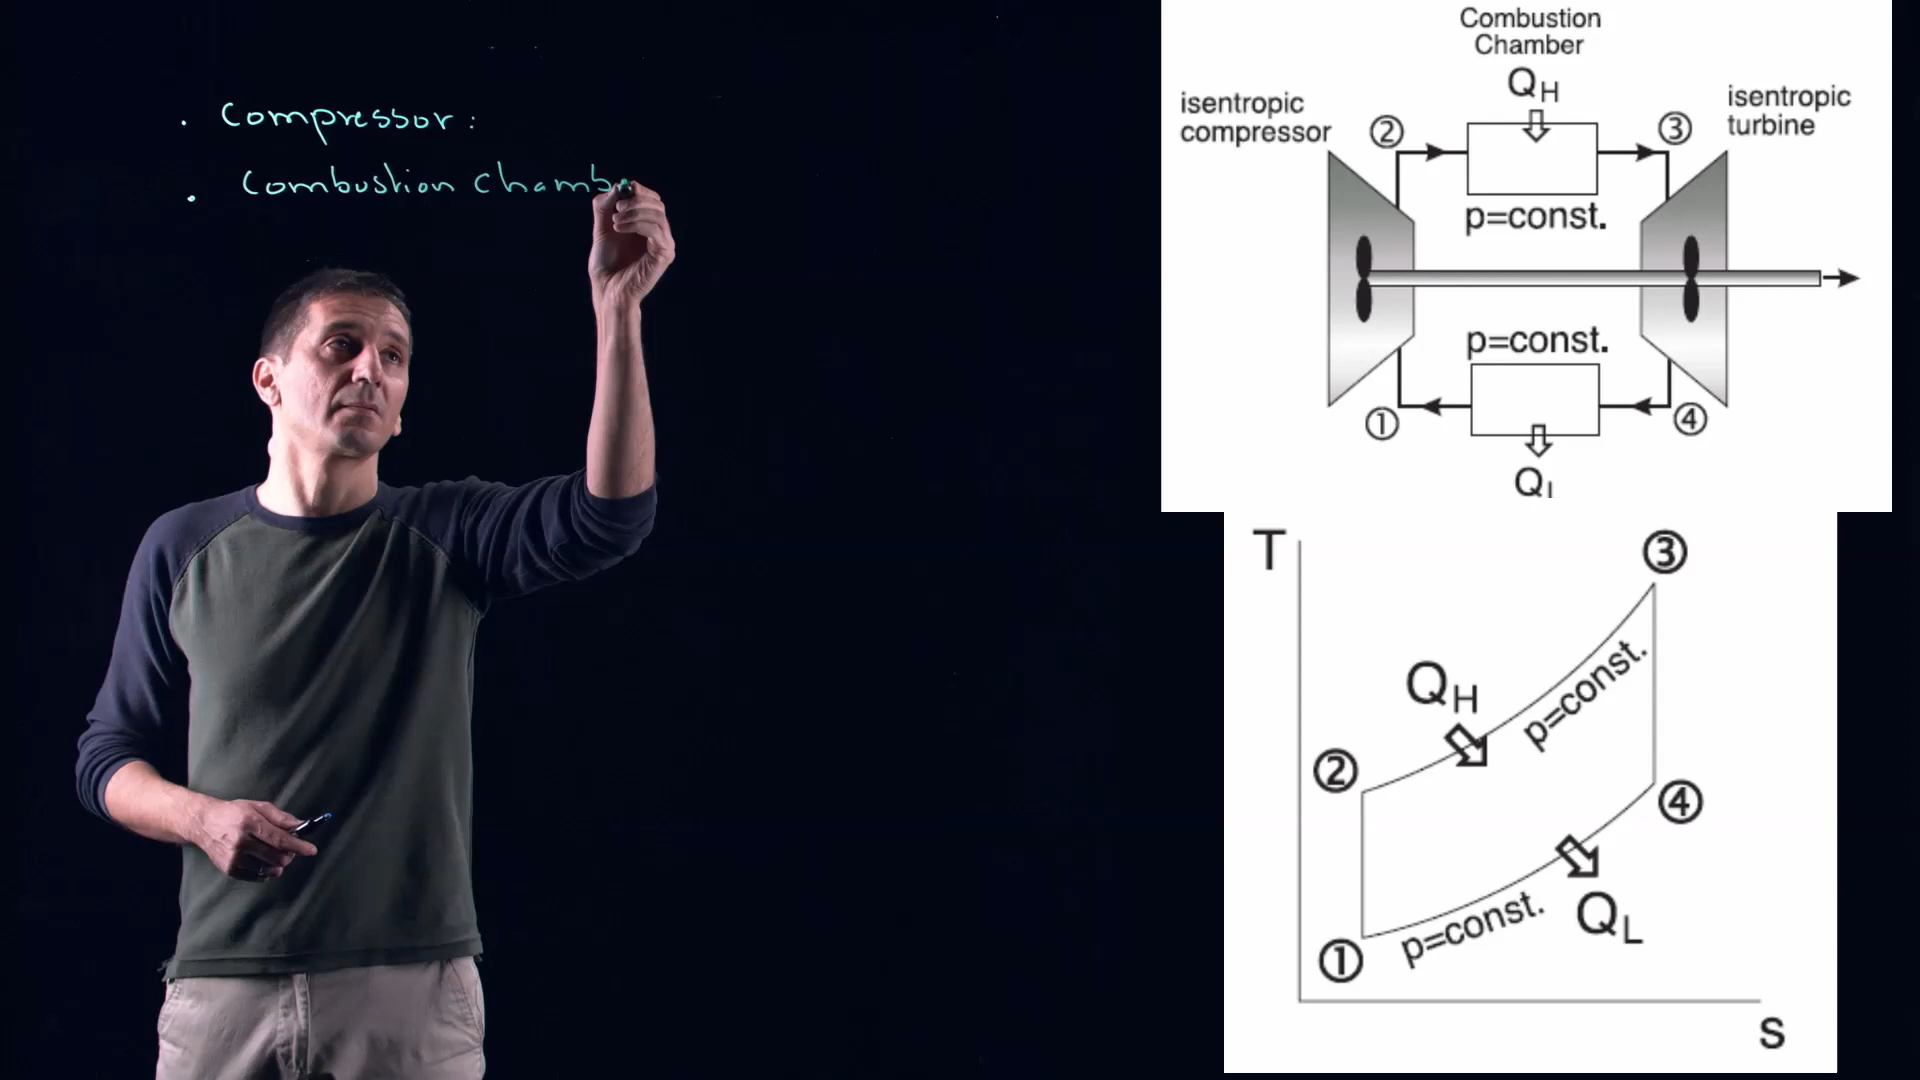 . Compressor:
. Combustion chamb
Combustion
Chamber
Q_H
isentropic
compressor
isentropic
turbine
②
③
p=const.
p=const.
①
④
Q
T
③
Q_H
p=const.
②
④
p=const.
Q_L
①
s